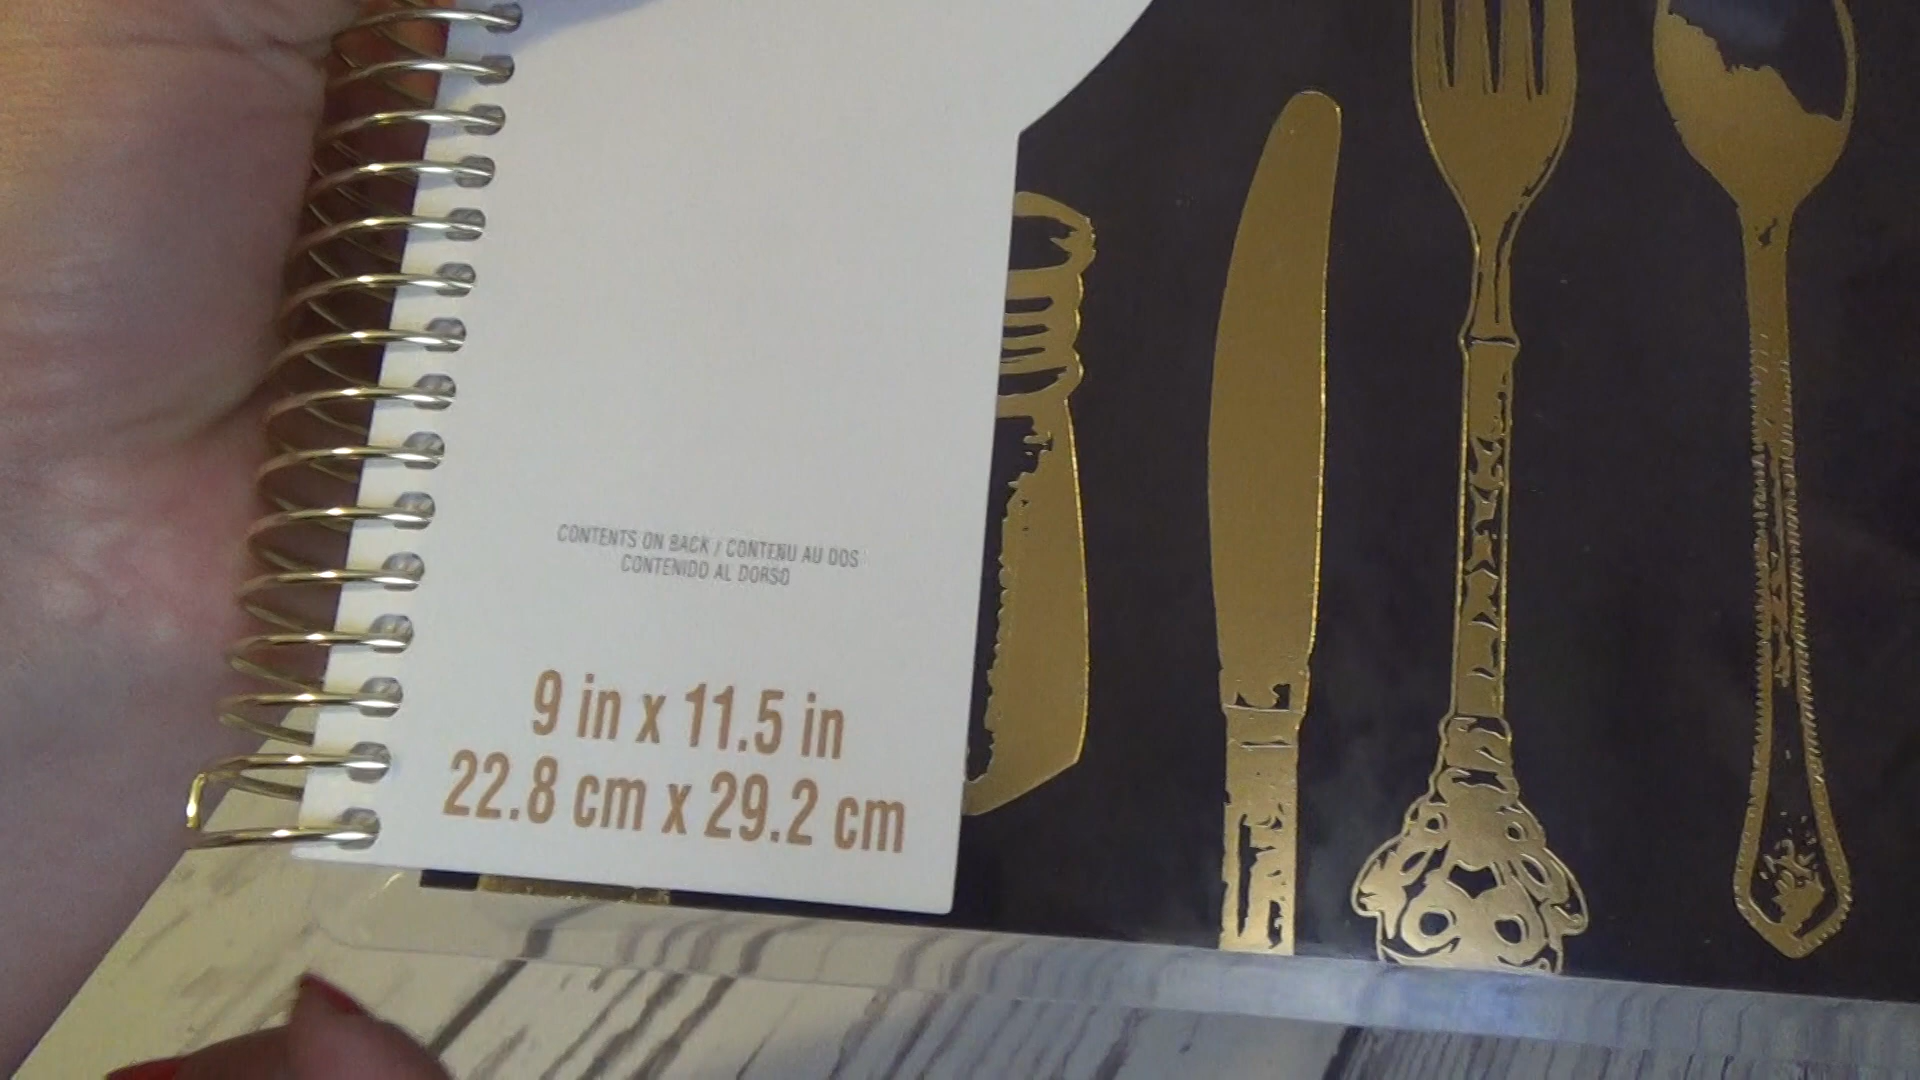 CONTENTS ON BACK / CONTENU AU DOS
CONTENIDO AL DORSO
9 in x 11.5 in
22.8 cm x 29.2 cm